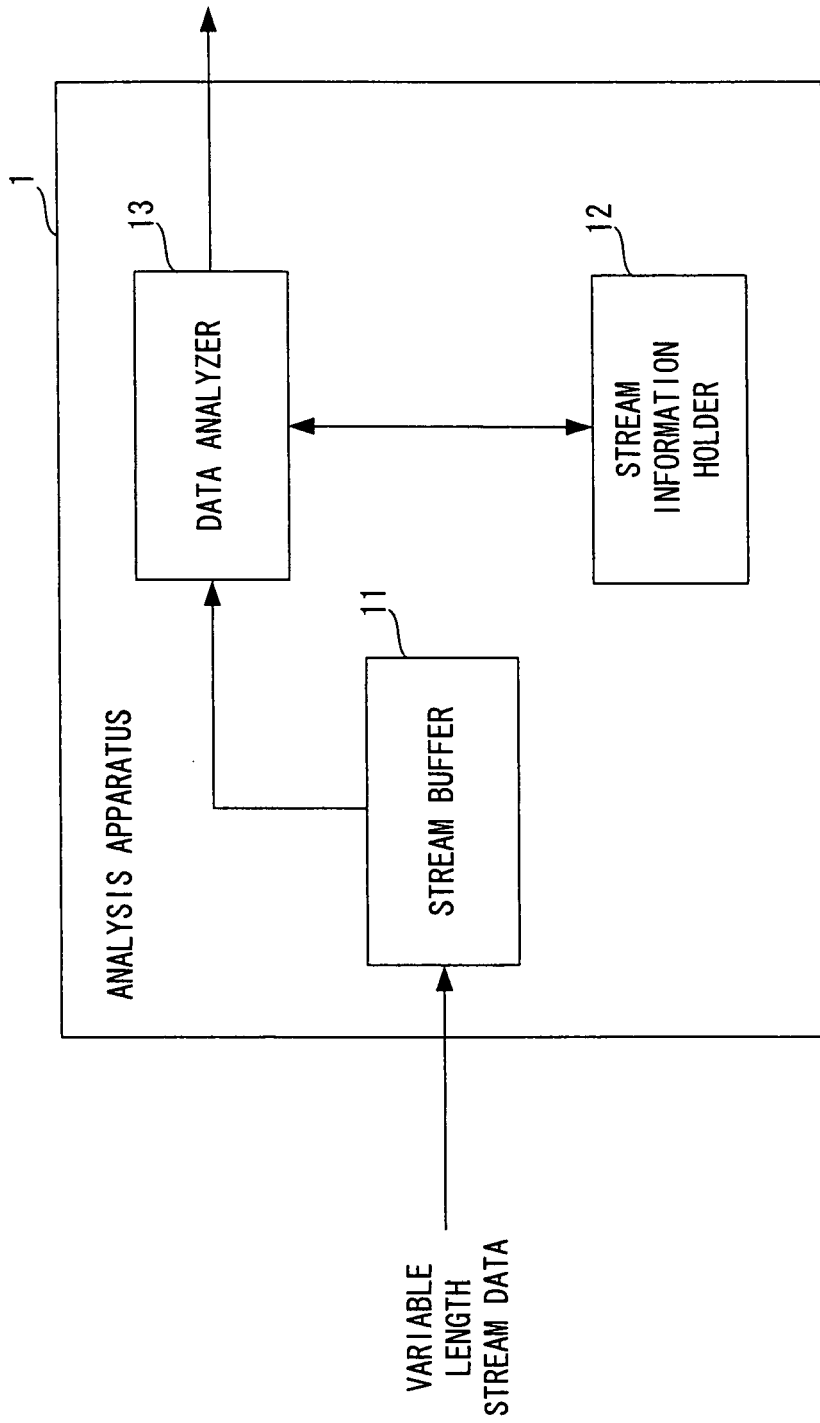 1
ANALYSIS APPARATUS
13
DATA ANALYZER
11
STREAM BUFFER
12
STREAM
INFORMATION
HOLDER
VARIABLE
LENGTH
STREAM DATA